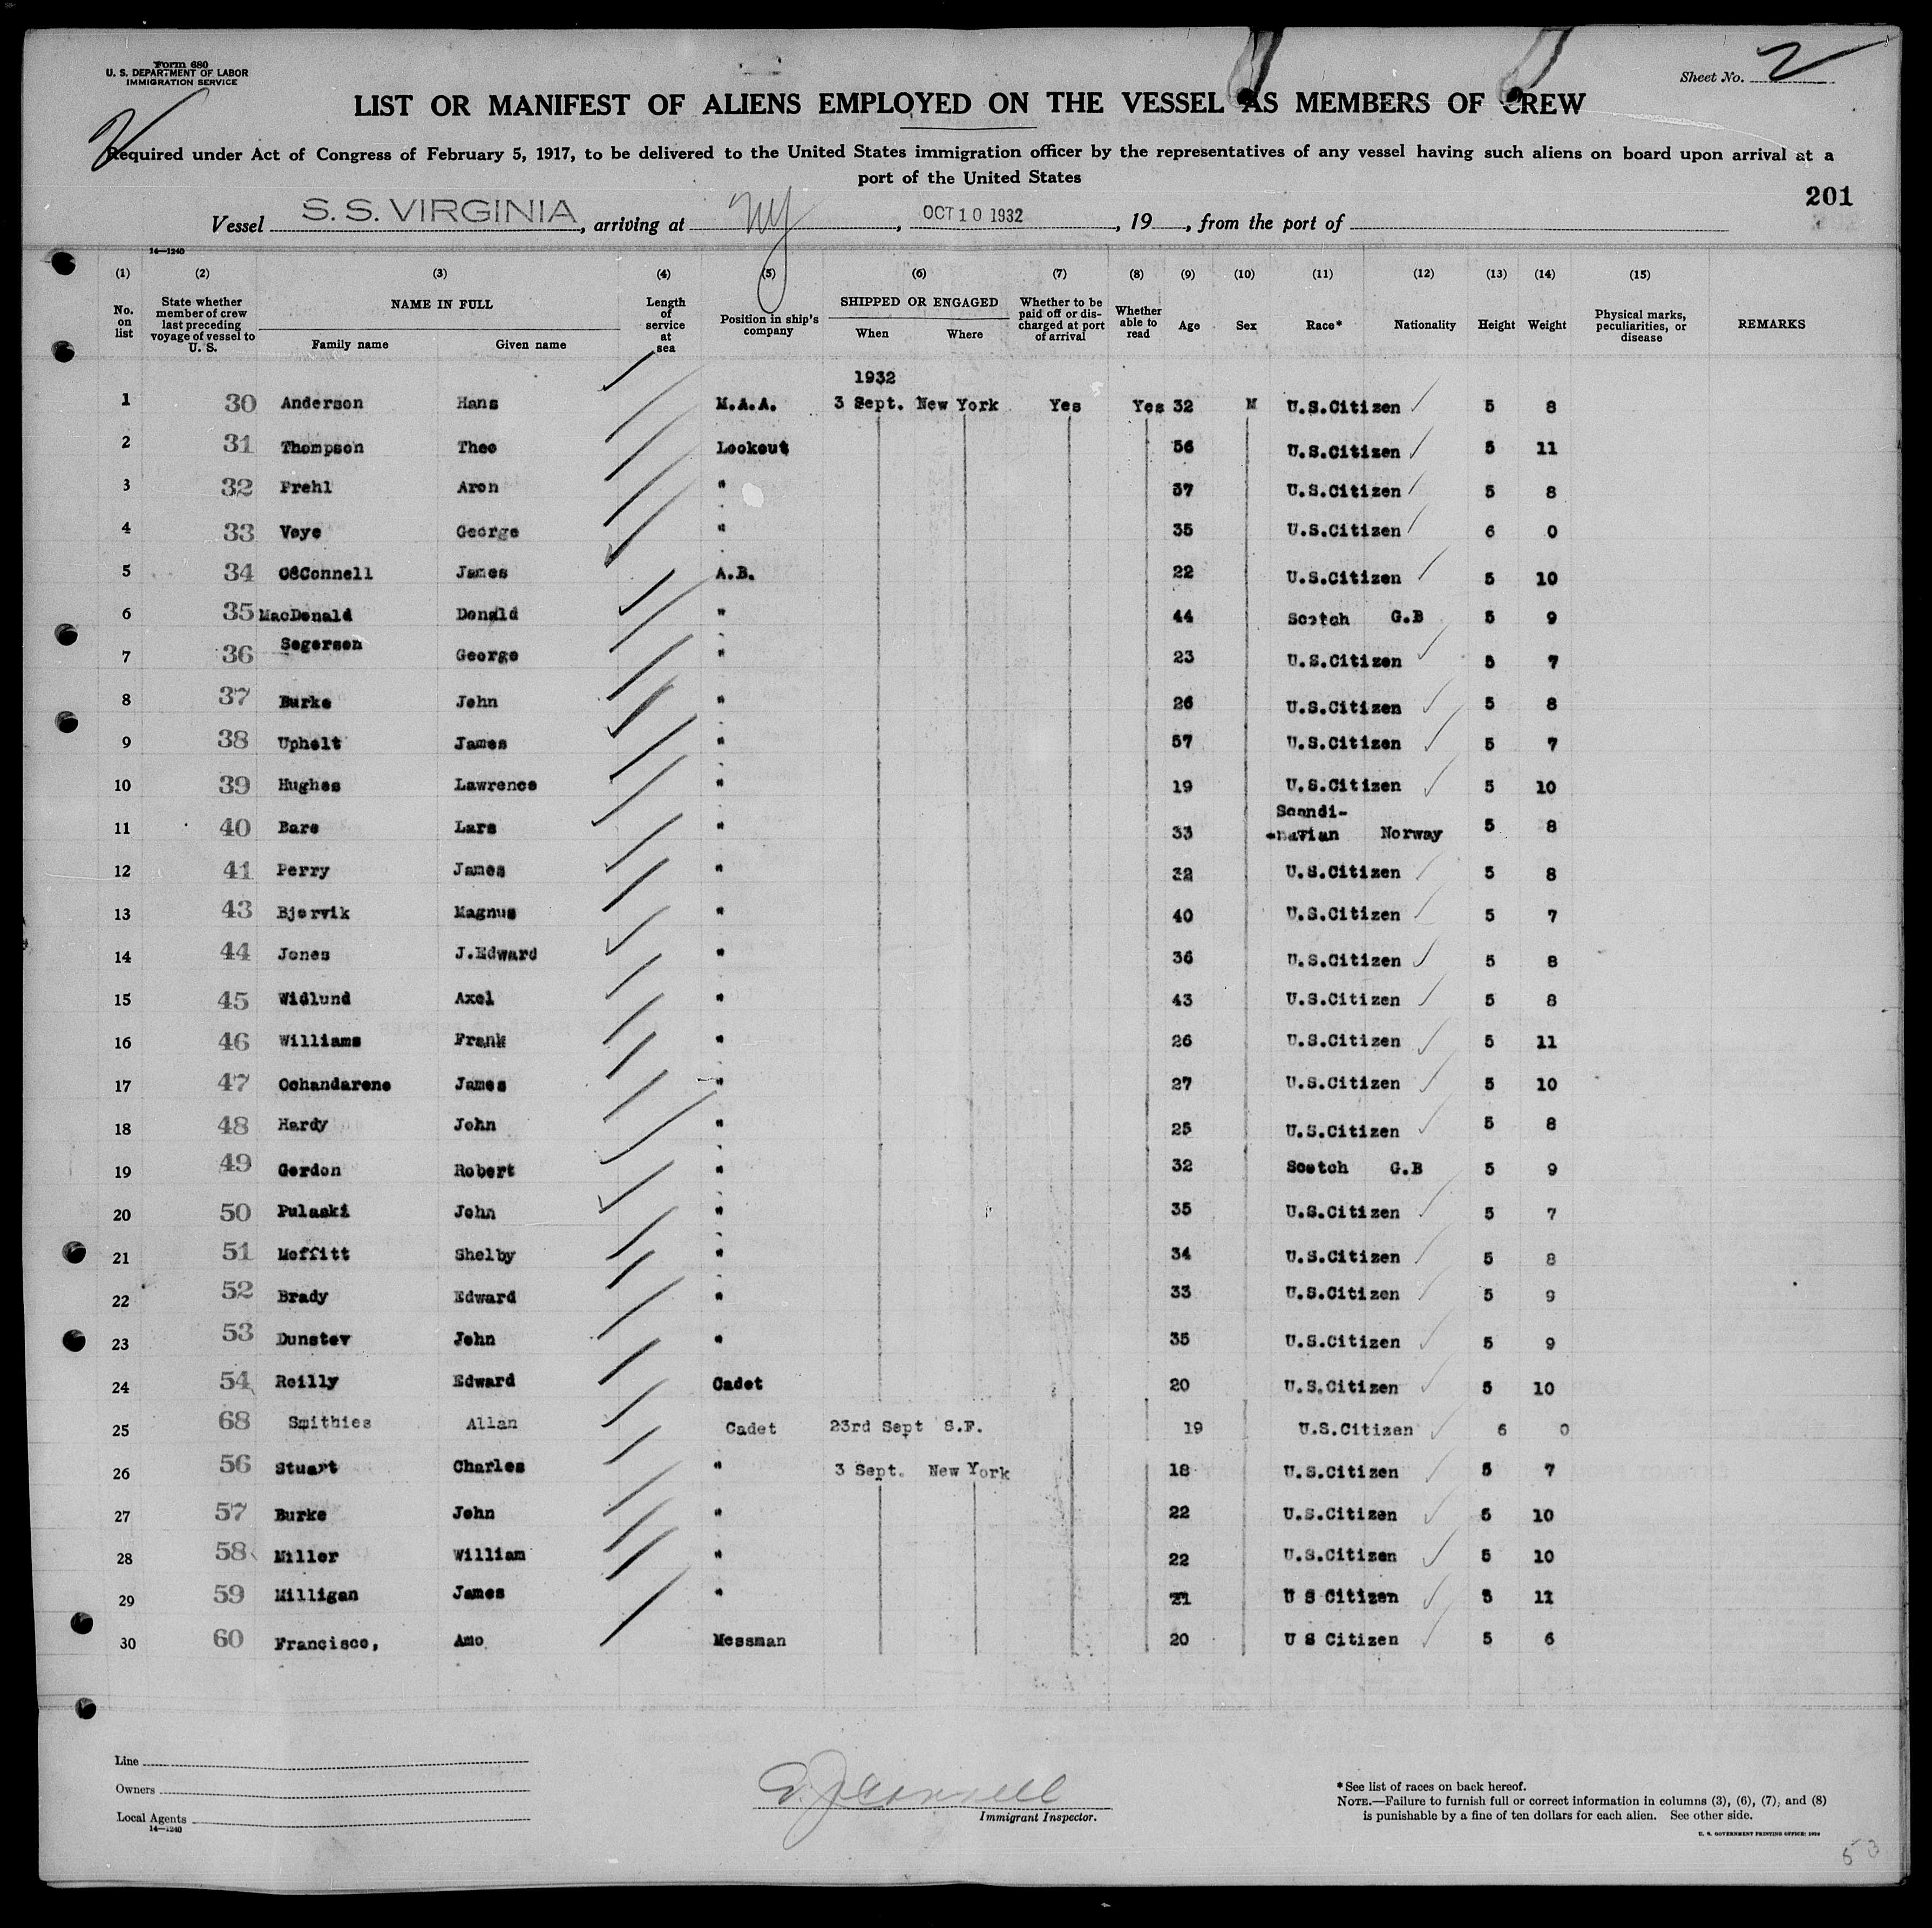 Form 680
U. S. DEPARTMENT OF LABOR
IMMIGRATION SERVICE
Sheet No. 2
LIST OR MANIFEST OF ALIENS EMPLOYED ON THE VESSEL AS MEMBERS OF CREW
Required under Act of Congress of February 5, 1917, to be delivered to the United States immigration officer by the representatives of any vessel having such aliens on board upon arrival at a
port of the United States
201
Vessel S. S. VIRGINIA, arriving at NY, OCT 10 1932, 19, from the port of
14—1240
(1) (2) (3) (4) (5) (6) (7) (8) (9) (10) (11) (12) (13) (14) (15)
No. on list State whether member of crew last preceding voyage of vessel to U. S. NAME IN FULL Family name Given name Length of service at sea Position in ship's company SHIPPED OR ENGAGED When Where Whether to be paid off or discharged at port of arrival Whether able to read Age Sex Race* Nationality Height Weight Physical marks, peculiarities, or disease REMARKS
1932
1 30 Anderson Hans M.A.A. 3 Sept. New York Yes Yes 32 M U.S.Citizen 5 8
2 31 Thompson Theo Lookout 56 U.S.Citizen 5 11
3 32 Frehl Aron " 37 U.S.Citizen 5 8
4 33 Voye George " 35 U.S.Citizen 6 0
5 34 James A.B. 22 U.S.Citizen 5 10
6 35 MacDonald Donald " 44 Scotch G.B 5 9
7 36 Segersen George " 23 U.S.Citizen 5 7
8 37 Burke John " 26 U.S.Citizen 5 8
9 38 Upholt James " 57 U.S.Citizen 5 7
10 39 Hughes Lawrence " 19 U.S.Citizen 5 10
11 40 Bare Lars " 33 Scandi-navian Norway 5 8
12 41 Perry James " 32 U.S.Citizen 5 8
13 43 Bjorvik Magnus " 40 U.S.Citizen 5 7
14 44 Jones J.Edward " 36 U.S.Citizen 5 8
15 45 Widlund Axel " 43 U.S.Citizen 5 8
16 46 Williams Frank " 26 U.S.Citizen 5 11
17 47 Ochandarene James " 27 U.S.Citizen 5 10
18 48 Hardy John " 25 U.S.Citizen 5 8
19 49 Gordon Robert " 32 Scotch G.B 5 9
20 50 Pulaski John " 35 U.S.Citizen 5 7
21 51 Moffitt Shelby " 34 U.S.Citizen 5 8
22 52 Brady Edward " 33 U.S.Citizen 5 9
23 53 Dunstev John " 35 U.S.Citizen 5 9
24 54 Reilly Edward Cadet 20 U.S.Citizen 5 10
25 68 Smithies Allan Cadet 23rd Sept S.F. 19 U.S.Citizen 6 0
26 56 Stuart Charles " 3 Sept. New York 18 U.S.Citizen 5 7
27 57 Burke John " 22 U.S.Citizen 5 10
28 58 Miller William " 22 U.S.Citizen 5 10
29 59 Milligan James " 21 U S Citizen 5 11
30 60 Francisco, Amo Messman 20 U S Citizen 5 6
Line
Owners
Local Agents
14—1240
Immigrant Inspector.
*See list of races on back hereof.
NOTE.—Failure to furnish full or correct information in columns (3), (6), (7), and (8)
is punishable by a fine of ten dollars for each alien. See other side.
U. S. GOVERNMENT PRINTING OFFICE: